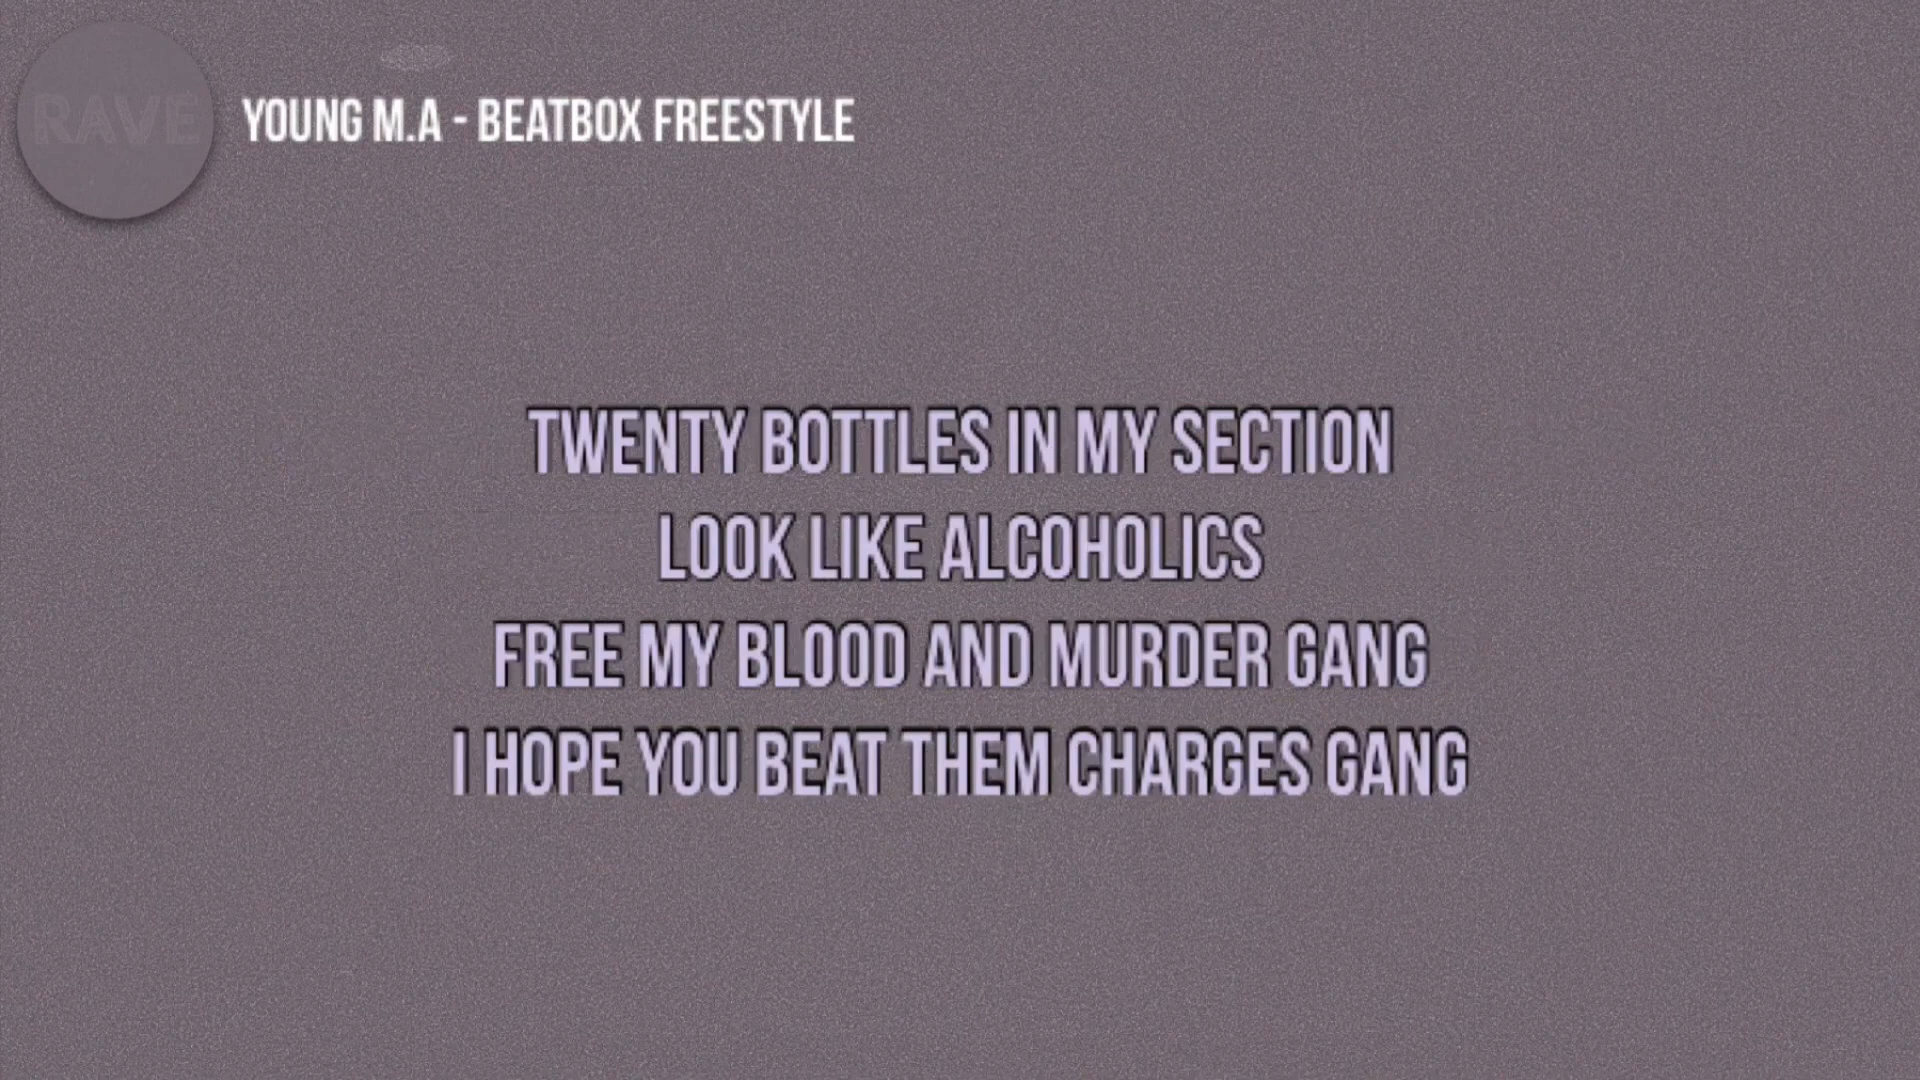 RAVE
YOUNG M.A - BEATBOX FREESTYLE
TWENTY BOTTLES IN MY SECTION
LOOK LIKE ALCOHOLICS
FREE MY BLOOD AND MURDER GANG
I HOPE YOU BEAT THEM CHARGES GANG